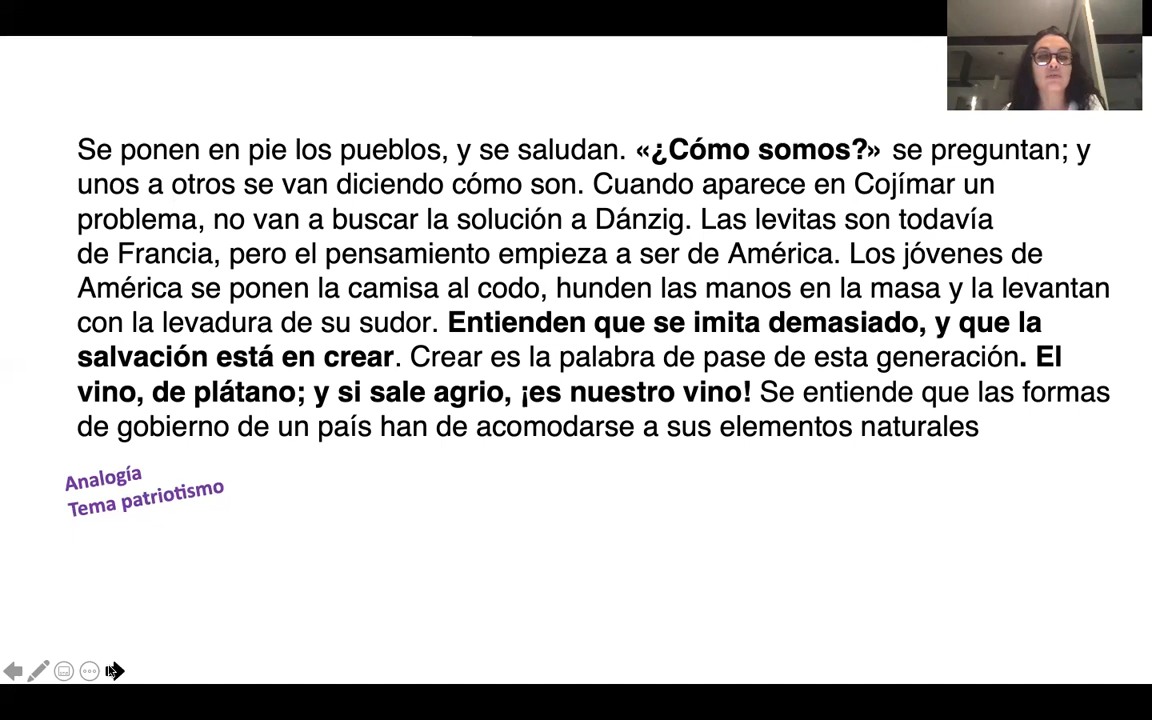 Se ponen en pie los pueblos, y se saludan. «¿Cómo somos?» se preguntan; y
unos a otros se van diciendo cómo son. Cuando aparece en Cojímar un
problema, no van a buscar la solución a Dánzig. Las levitas son todavía
de Francia, pero el pensamiento empieza a ser de América. Los jóvenes de
América se ponen la camisa al codo, hunden las manos en la masa y la levantan
con la levadura de su sudor. Entienden que se imita demasiado, y que la
salvación está en crear. Crear es la palabra de pase de esta generación. El
vino, de plátano; y si sale agrio, ¡es nuestro vino! Se entiende que las formas
de gobierno de un país han de acomodarse a sus elementos naturales
Analogía
Tema patriotismo